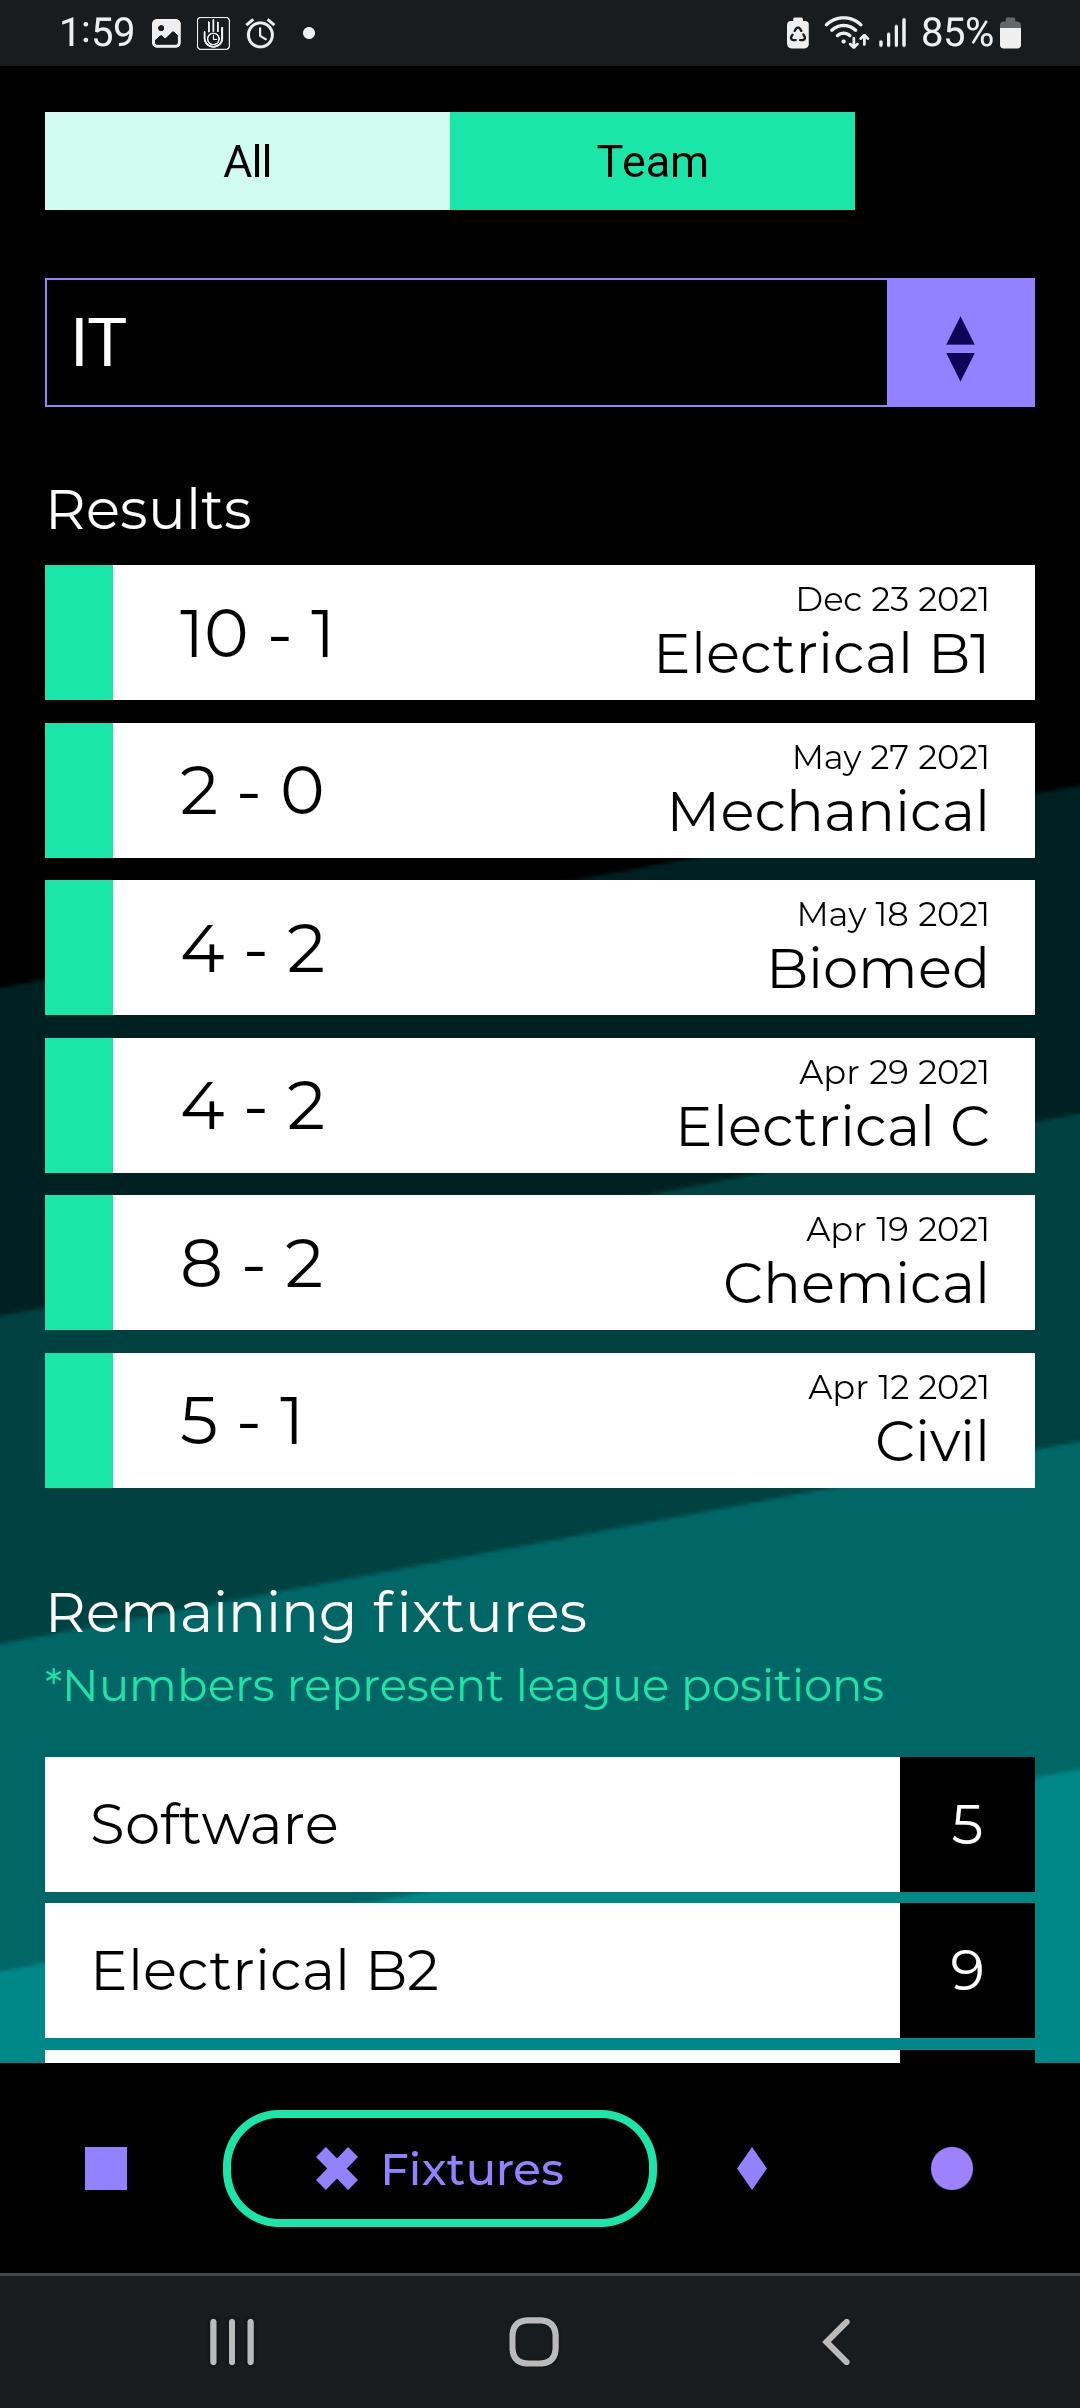 1:59 85%
All Team
IT
Results
10 - 1
Dec 23 2021
Electrical B1
2 - 0
May 27 2021
Mechanical
4 - 2
May 18 2021
Biomed
4 - 2
Apr 29 2021
Electrical C
8 - 2
Apr 19 2021
Chemical
5 - 1
Apr 12 2021
Civil
Remaining fixtures
*Numbers represent league positions
Software 5
Electrical B2 9
Fixtures